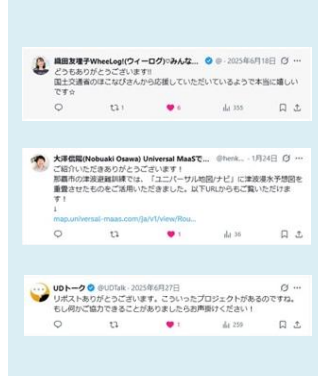 織田友理子WheeLog!(ウィーログ)○みんな... @ · 2025年6月18日
どうもありがとうございます!!
国土交通省のほこなびさんから応援していただいているようで本当に嬉しい
です☆
1 6 355
大澤信陽(Nobuaki Osawa) Universal MaaSで... @henk... · 1月24日
ご紹介いただきありがとうございます!
那覇市の津波避難訓練では、「ユニバーサル地図/ナビ」に津波浸水予想図を
重畳させたものをご活用いただきました。以下URLからもご覧いただけま
す!
↓
map.universal-maas.com/ja/v1/view/Rou...
1 36
UDトーク @UDTalk · 2025年6月27日
リポストありがとうございます。こういったプロジェクトがあるのですね。
もし何かご協力できることがありましたらお声掛けください!
1 259